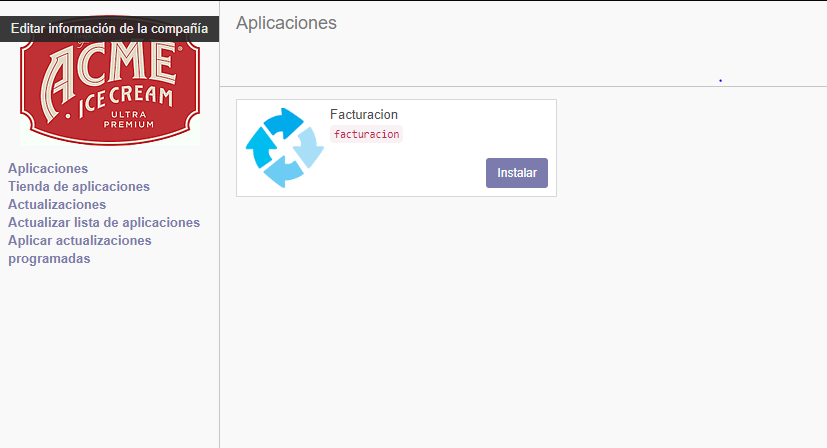 Editar información de la compañía
ACME
ICE CREAM
ULTRA
PREMIUM
Aplicaciones
Tienda de aplicaciones
Actualizaciones
Actualizar lista de aplicaciones
Aplicar actualizaciones
programadas
Aplicaciones
Facturacion
facturacion
Instalar